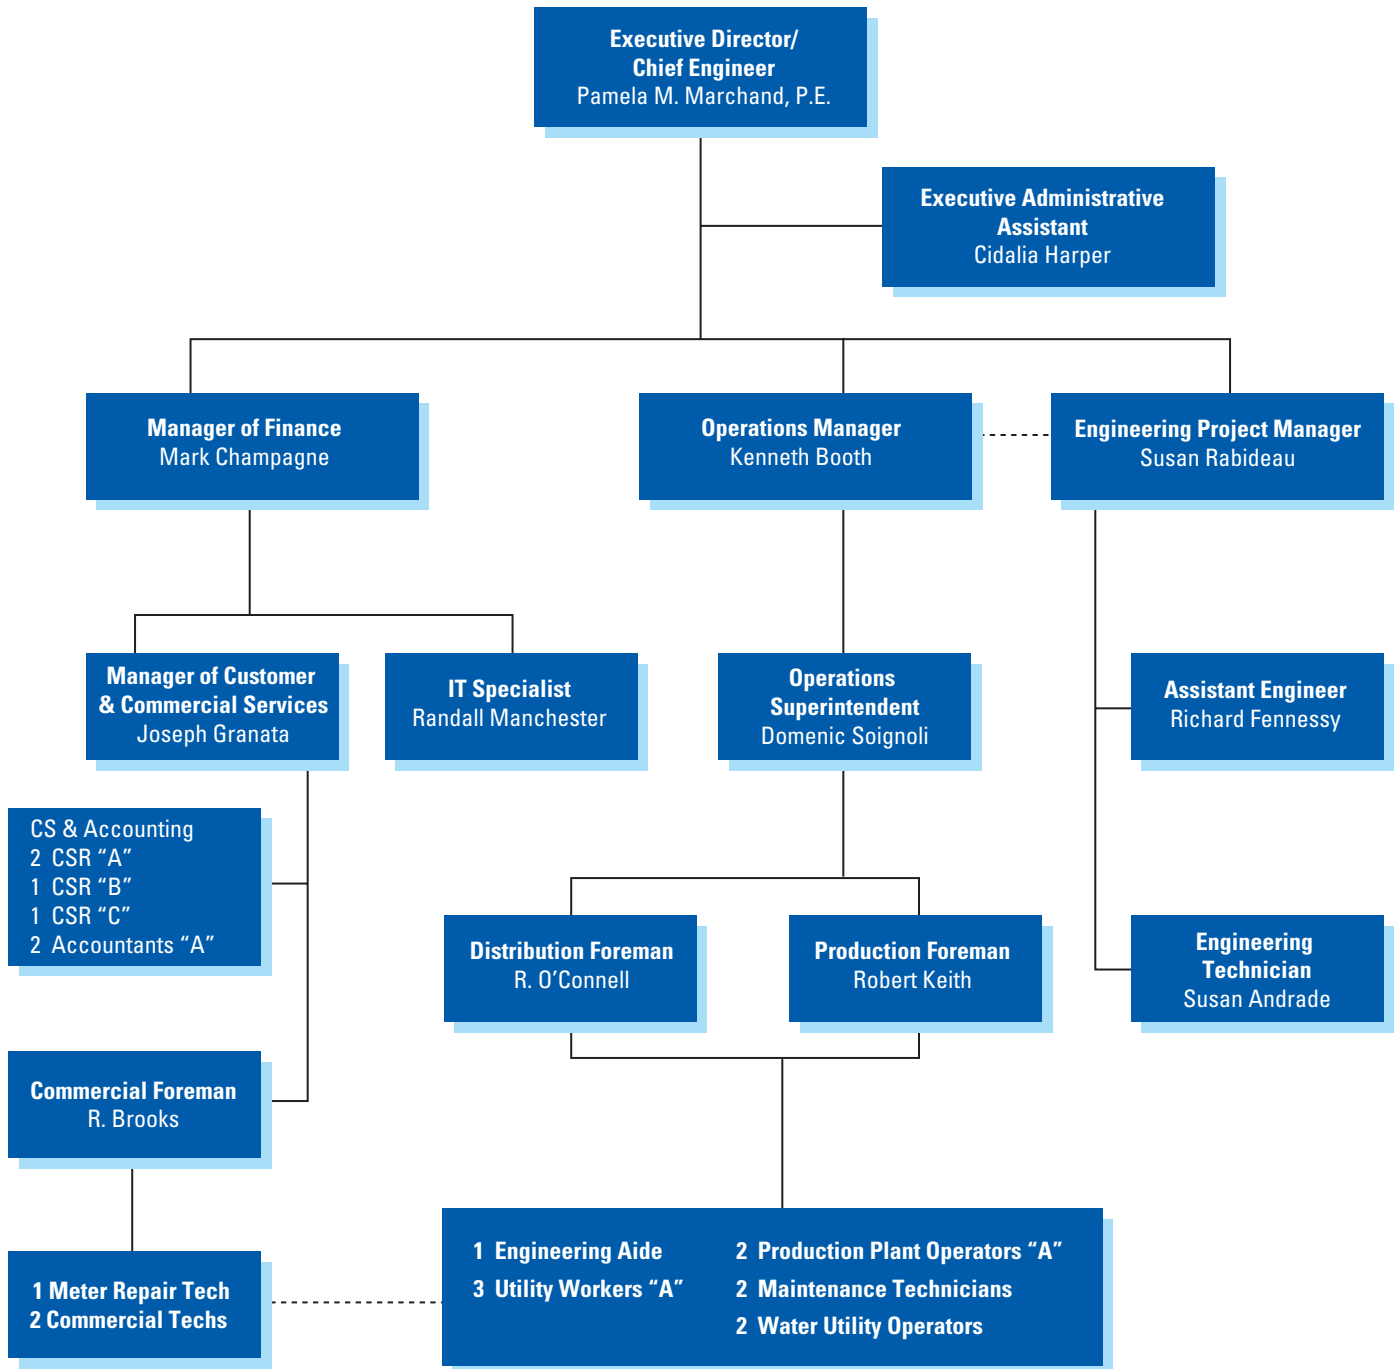 Executive Director/
Chief Engineer
Pamela M. Marchand, P.E.
Executive Administrative
Assistant
Cidalia Harper
Manager of Finance
Mark Champagne
Operations Manager
Kenneth Booth
Engineering Project Manager
Susan Rabideau
Manager of Customer
& Commercial Services
Joseph Granata
IT Specialist
Randall Manchester
Operations
Superintendent
Domenic Soignoli
Assistant Engineer
Richard Fennessy
CS & Accounting
2 CSR “A”
1 CSR “B”
1 CSR “C”
2 Accountants “A”
Distribution Foreman
R. O’Connell
Production Foreman
Robert Keith
Engineering
Technician
Susan Andrade
Commercial Foreman
R. Brooks
1 Meter Repair Tech
2 Commercial Techs
1 Engineering Aide
3 Utility Workers “A”
2 Production Plant Operators “A”
2 Maintenance Technicians
2 Water Utility Operators